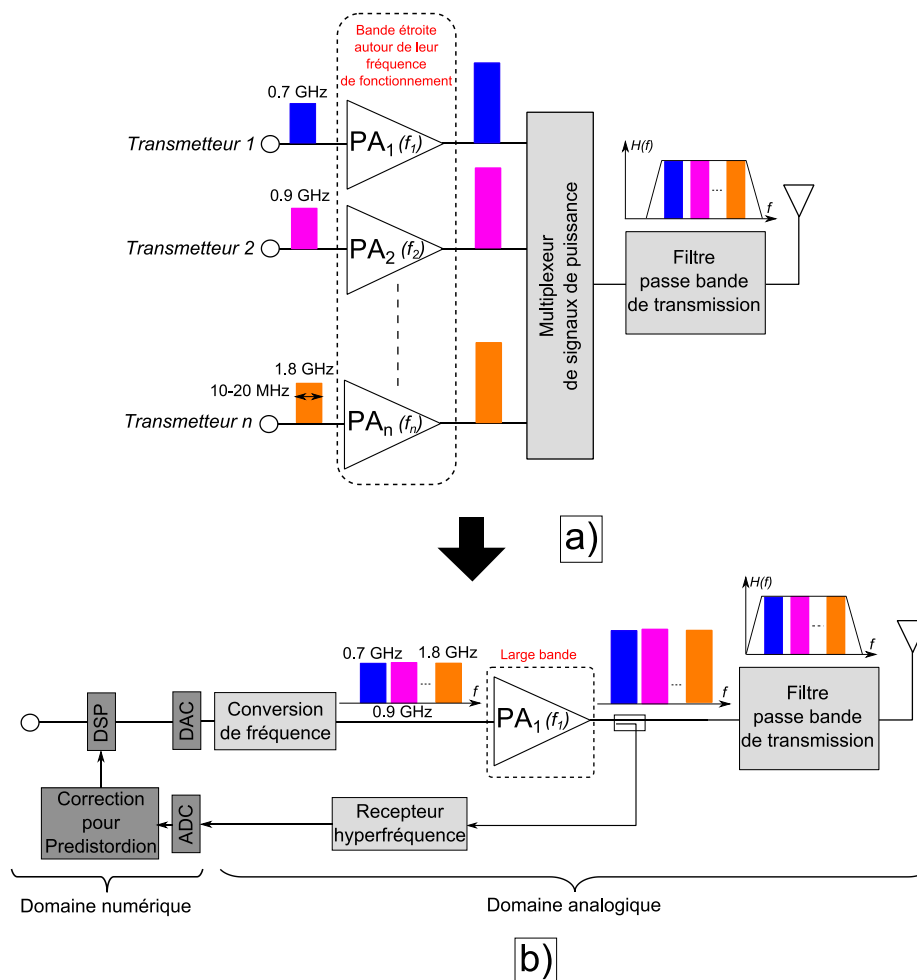 Bande étroite
autour de leur
fréquence
de fonctionnement
0.7 GHz
Transmetteur 1
PA1 (f1)
0.9 GHz
Transmetteur 2
PA2 (f2)
1.8 GHz
10-20 MHz
Transmetteur n
PAn (fn)
Multiplexeur
de signaux de puissance
H(f)
...
f
Filtre
passe bande
de transmission
a)
0.7 GHz
1.8 GHz
...
f
0.9 GHz
Large bande
PA1 (f1)
...
f
H(f)
...
f
Filtre
passe bande
de transmission
DSP
DAC
Conversion
de fréquence
Correction
pour
Predistordion
ADC
Recepteur
hyperfréquence
Domaine numérique
Domaine analogique
b)